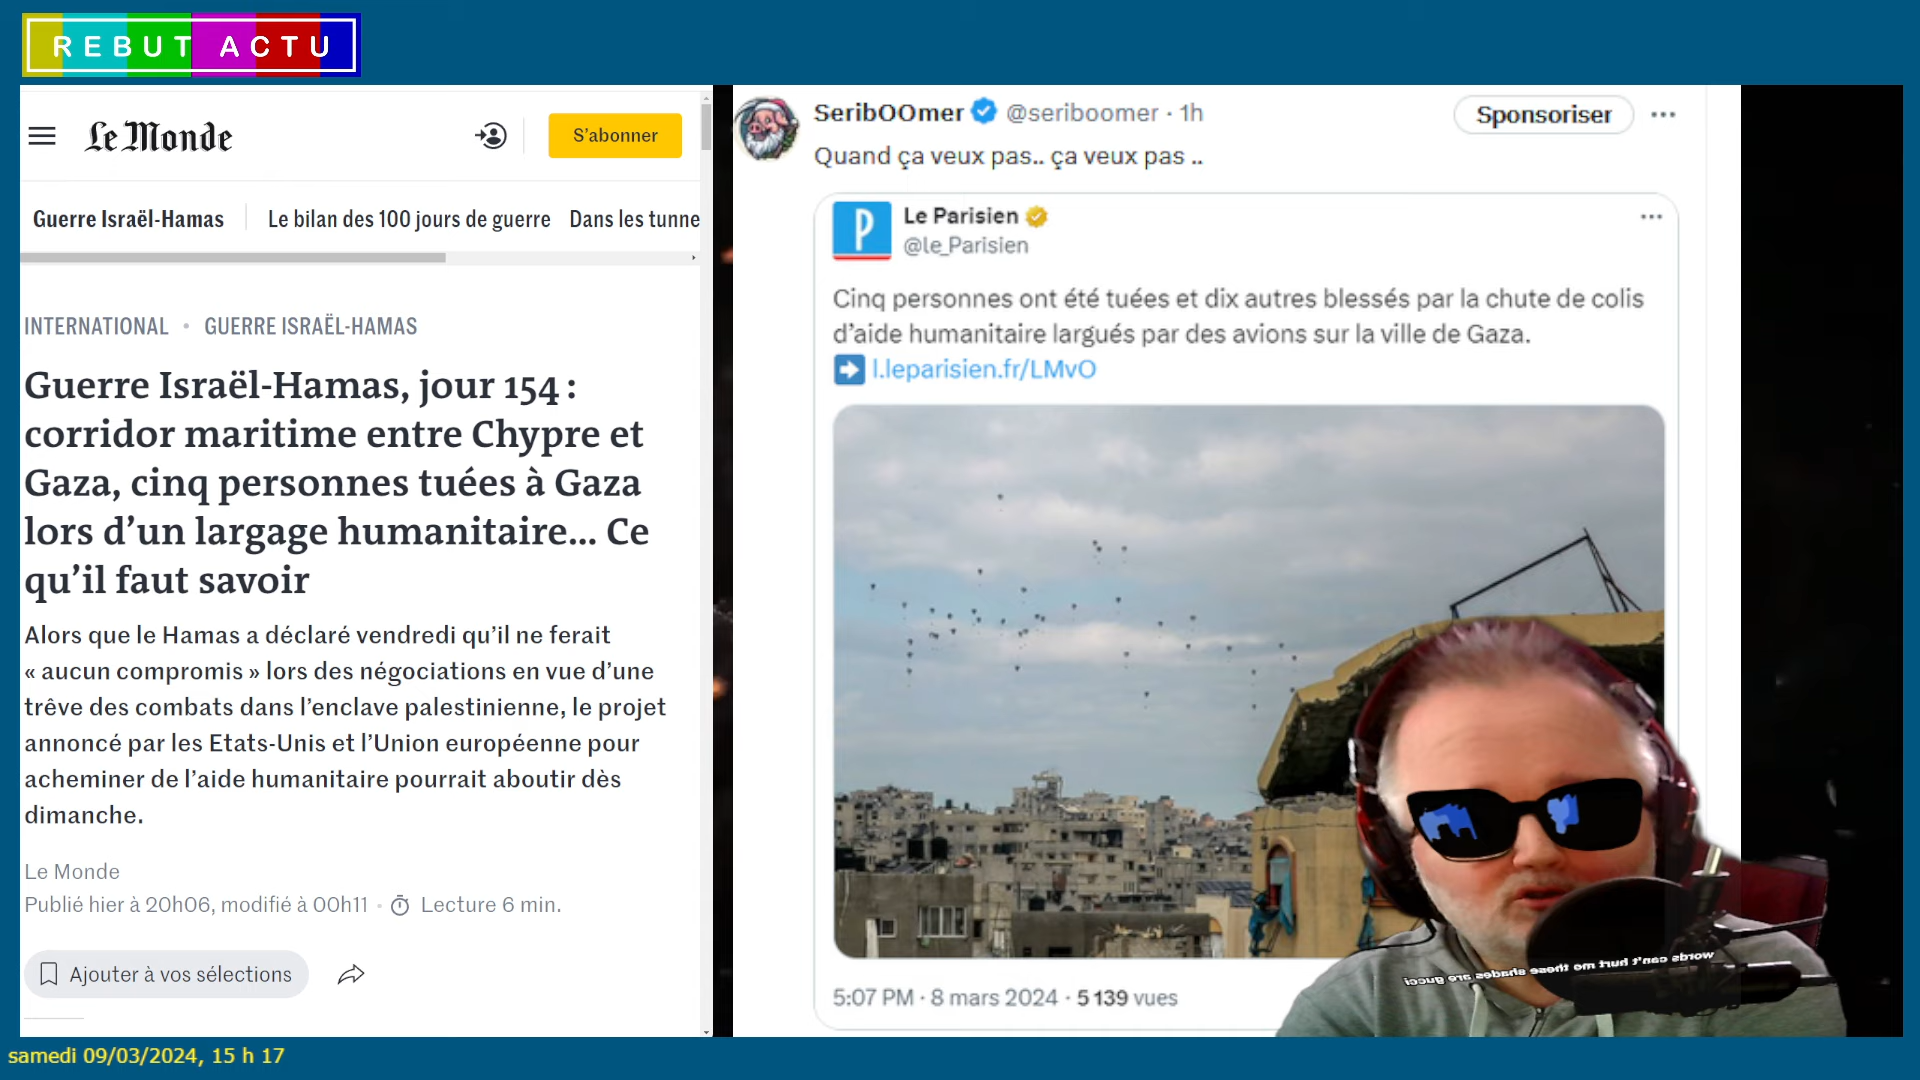 REBUT ACTU
Le Monde
S'abonner
Guerre Israël-Hamas
Le bilan des 100 jours de guerre
Dans les tunne
INTERNATIONAL • GUERRE ISRAËL-HAMAS
Guerre Israël-Hamas, jour 154 :
corridor maritime entre Chypre et
Gaza, cinq personnes tuées à Gaza
lors d’un largage humanitaire… Ce
qu’il faut savoir
Alors que le Hamas a déclaré vendredi qu’il ne ferait
« aucun compromis » lors des négociations en vue d’une
trêve des combats dans l’enclave palestinienne, le projet
annoncé par les Etats-Unis et l’Union européenne pour
acheminer de l’aide humanitaire pourrait aboutir dès
dimanche.
Le Monde
Publié hier à 20h06, modifié à 00h11 • Lecture 6 min.
Ajouter à vos sélections
SeribOOmer @seriboomer · 1h
Sponsoriser
Quand ça veux pas.. ça veux pas ..
Le Parisien
@le_Parisien
Cinq personnes ont été tuées et dix autres blessés par la chute de colis
d’aide humanitaire largués par des avions sur la ville de Gaza.
l.leparisien.fr/LMvO
5:07 PM · 8 mars 2024 · 5 139 vues
words can't hurt me these shades are gucci
samedi 09/03/2024, 15 h 17